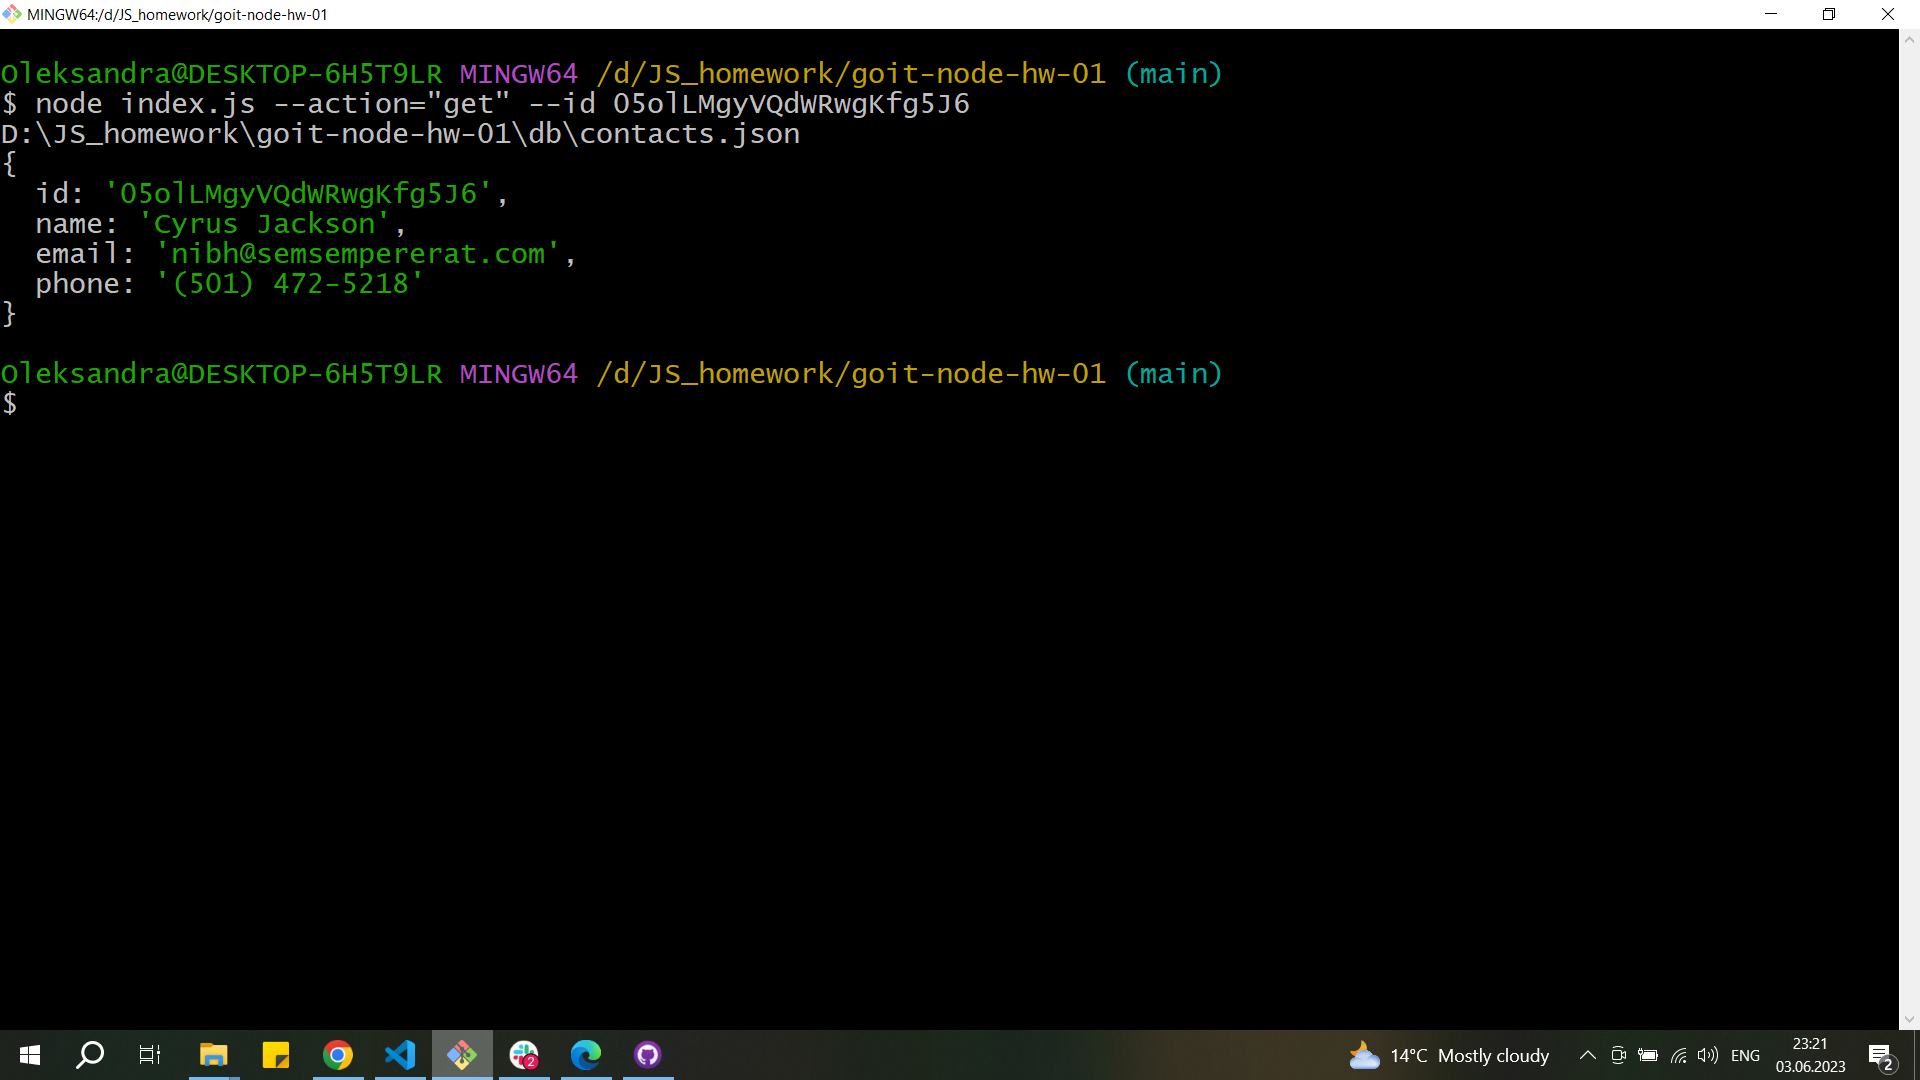 MINGW64:/d/JS_homework/goit-node-hw-01
Oleksandra@DESKTOP-6H5T9LR MINGW64 /d/JS_homework/goit-node-hw-01 (main)
$ node index.js --action="get" --id O5olLMgyVQdWRwgKfg5J6
D:\JS_homework\goit-node-hw-01\db\contacts.json
{
  id: 'O5olLMgyVQdWRwgKfg5J6',
  name: 'Cyrus Jackson',
  email: 'nibh@semsempererat.com',
  phone: '(501) 472-5218'
}
Oleksandra@DESKTOP-6H5T9LR MINGW64 /d/JS_homework/goit-node-hw-01 (main)
$
2
14°C Mostly cloudy
ENG
23:21
03.06.2023
2